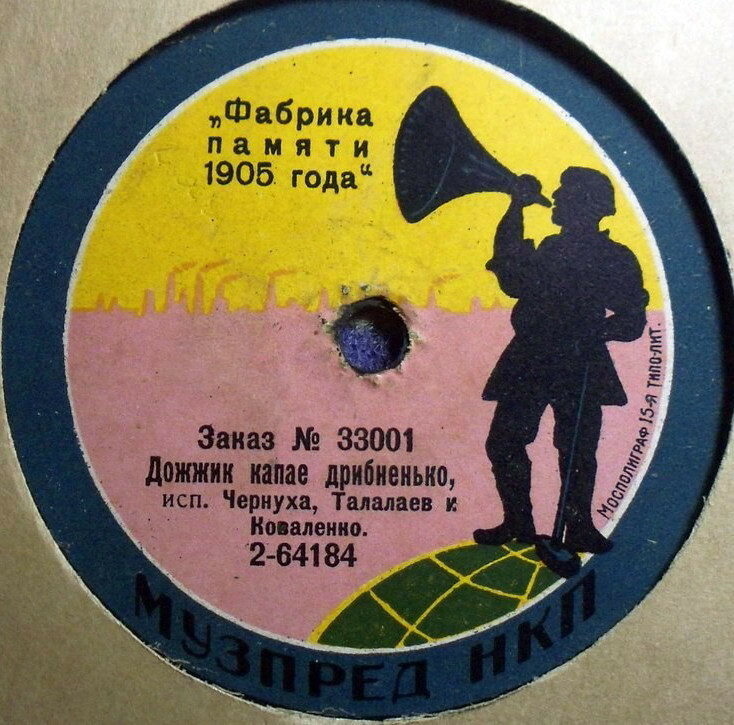 „Фабрика
памяти
1905 года“
Заказ № 33001
Дожжик капае дрибненько,
исп. Чернуха, Талалаев и
Коваленко.
2-64184
Мосполиграф 15-я типо-лит.
МУЗПРЕД НКП